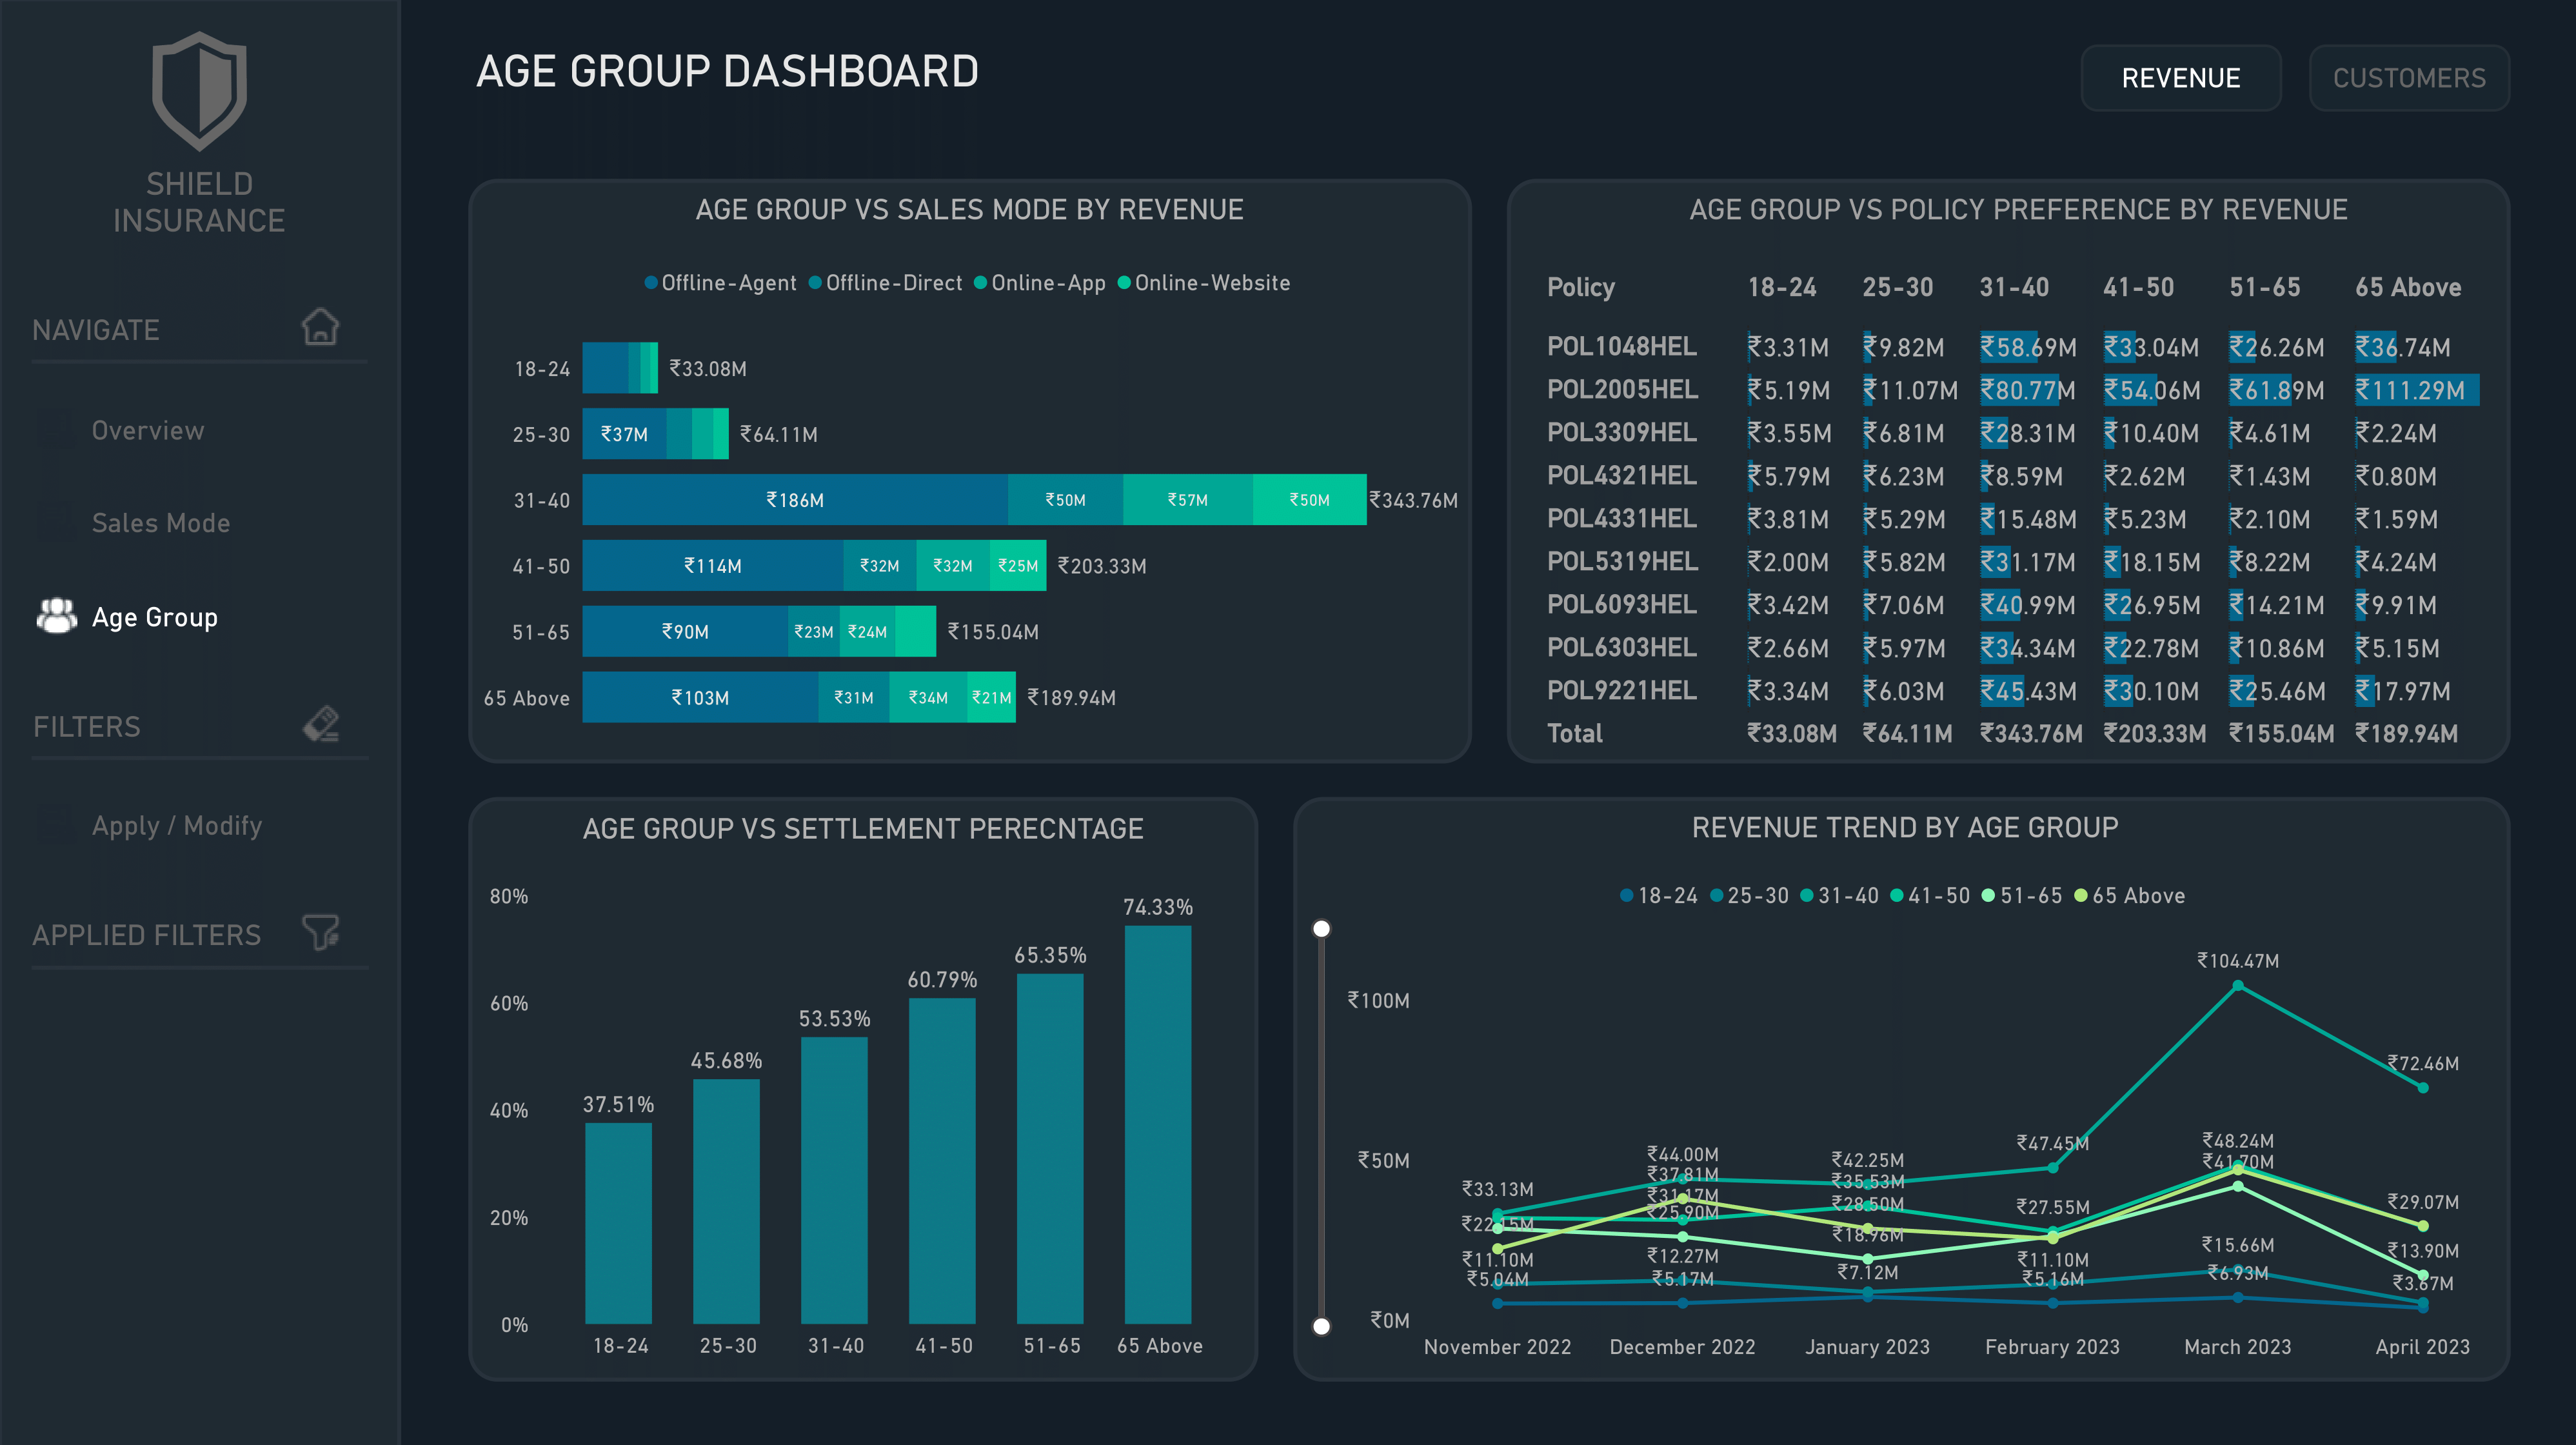 SHIELD
INSURANCE
NAVIGATE
Overview
Sales Mode
Age Group
FILTERS
Apply / Modify
APPLIED FILTERS
AGE GROUP DASHBOARD
REVENUE
CUSTOMERS
AGE GROUP VS SALES MODE BY REVENUE
Offline-Agent Offline-Direct Online-App Online-Website
18-24 ₹33.08M
25-30 ₹37M ₹64.11M
31-40 ₹186M ₹50M ₹57M ₹50M ₹343.76M
41-50 ₹114M ₹32M ₹32M ₹25M ₹203.33M
51-65 ₹90M ₹23M ₹24M ₹155.04M
65 Above ₹103M ₹31M ₹34M ₹21M ₹189.94M
AGE GROUP VS POLICY PREFERENCE BY REVENUE
Policy 18-24 25-30 31-40 41-50 51-65 65 Above
POL1048HEL ₹3.31M ₹9.82M ₹58.69M ₹33.04M ₹26.26M ₹36.74M
POL2005HEL ₹5.19M ₹11.07M ₹80.77M ₹54.06M ₹61.89M ₹111.29M
POL3309HEL ₹3.55M ₹6.81M ₹28.31M ₹10.40M ₹4.61M ₹2.24M
POL4321HEL ₹5.79M ₹6.23M ₹8.59M ₹2.62M ₹1.43M ₹0.80M
POL4331HEL ₹3.81M ₹5.29M ₹15.48M ₹5.23M ₹2.10M ₹1.59M
POL5319HEL ₹2.00M ₹5.82M ₹31.17M ₹18.15M ₹8.22M ₹4.24M
POL6093HEL ₹3.42M ₹7.06M ₹40.99M ₹26.95M ₹14.21M ₹9.91M
POL6303HEL ₹2.66M ₹5.97M ₹34.34M ₹22.78M ₹10.86M ₹5.15M
POL9221HEL ₹3.34M ₹6.03M ₹45.43M ₹30.10M ₹25.46M ₹17.97M
Total ₹33.08M ₹64.11M ₹343.76M ₹203.33M ₹155.04M ₹189.94M
AGE GROUP VS SETTLEMENT PERECNTAGE
80%
60%
40%
20%
0%
37.51%
45.68%
53.53%
60.79%
65.35%
74.33%
18-24 25-30 31-40 41-50 51-65 65 Above
REVENUE TREND BY AGE GROUP
18-24 25-30 31-40 41-50 51-65 65 Above
₹100M
₹50M
₹0M
₹33.13M
₹22.15M
₹11.10M
₹5.04M
₹44.00M
₹37.81M
₹31.17M
₹25.90M
₹12.27M
₹5.17M
₹42.25M
₹35.53M
₹28.50M
₹18.96M
₹7.12M
₹47.45M
₹27.55M
₹11.10M
₹5.16M
₹104.47M
₹48.24M
₹41.70M
₹15.66M
₹6.93M
₹72.46M
₹29.07M
₹13.90M
₹3.67M
November 2022 December 2022 January 2023 February 2023 March 2023 April 2023